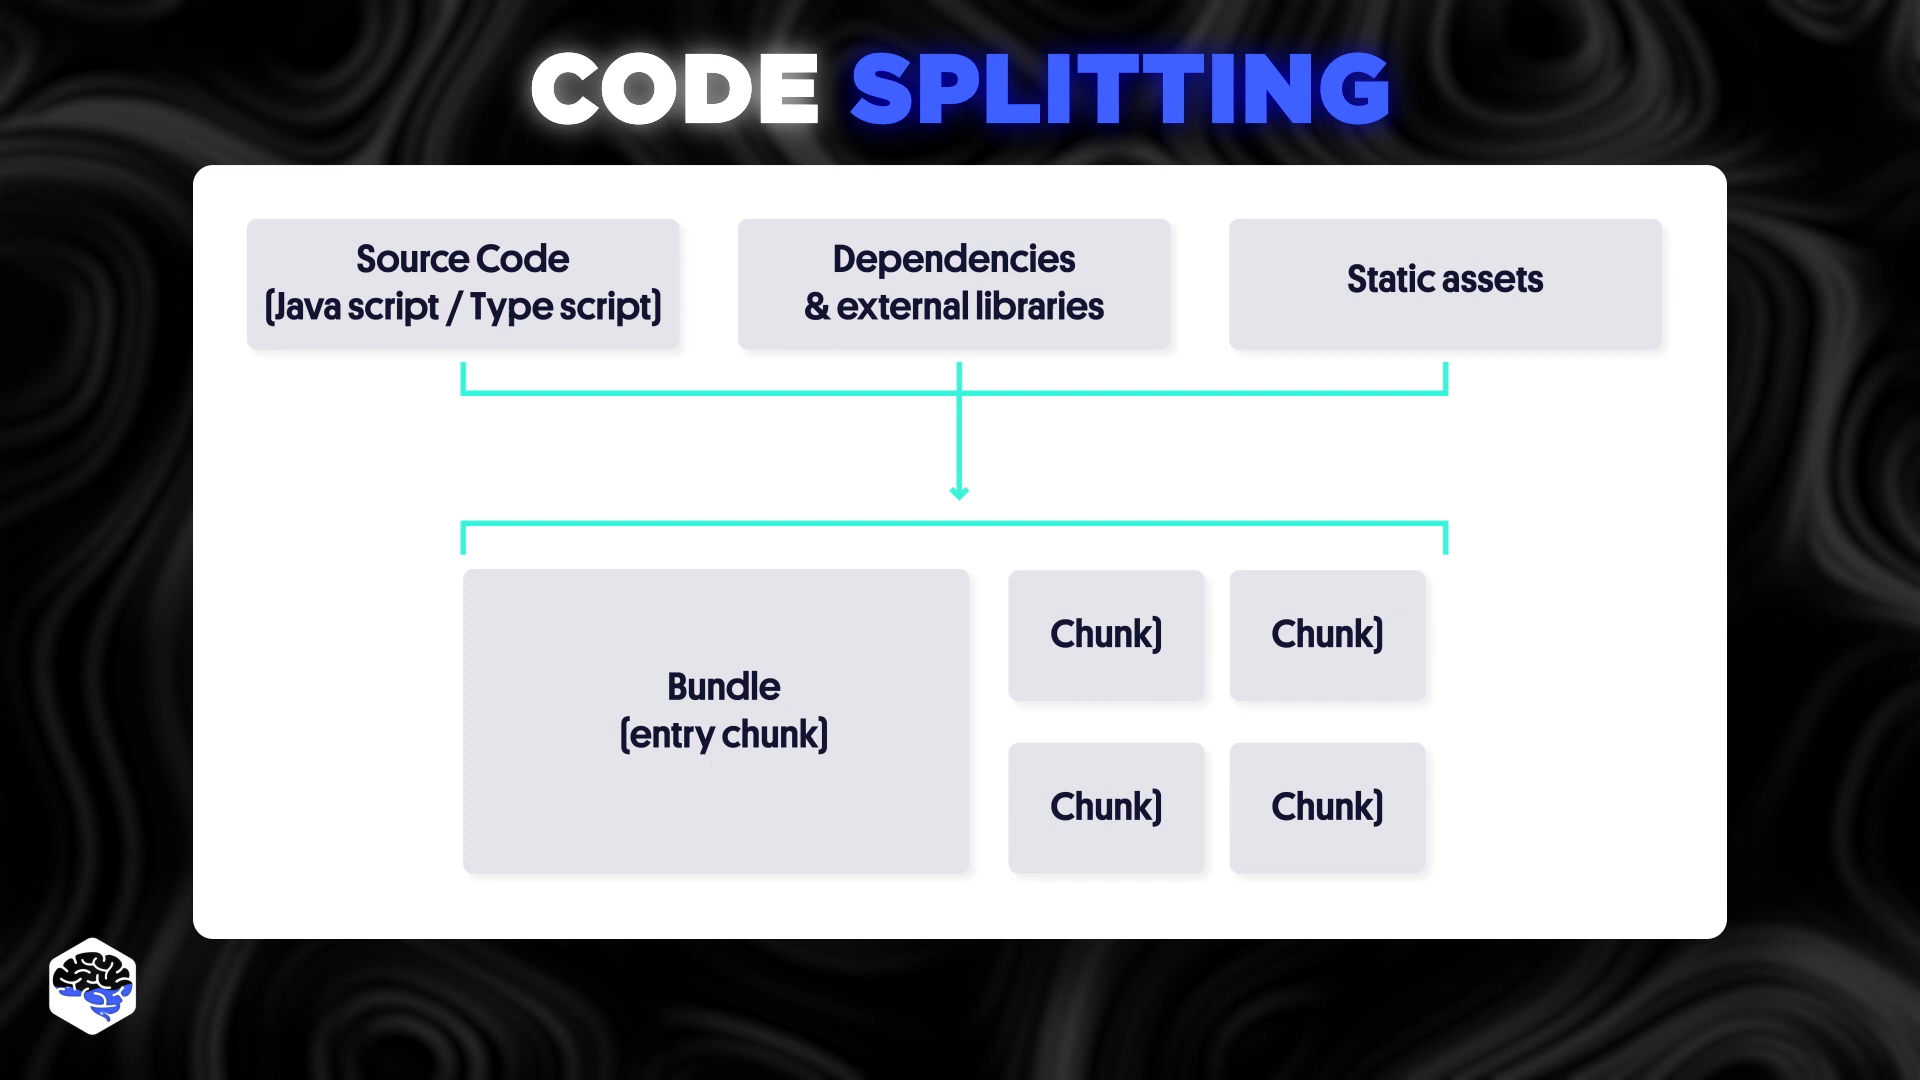 CODE SPLITTING
Source Code
(Java script / Type script)
Dependencies
& external libraries
Static assets
Bundle
(entry chunk)
Chunk)
Chunk)
Chunk)
Chunk)